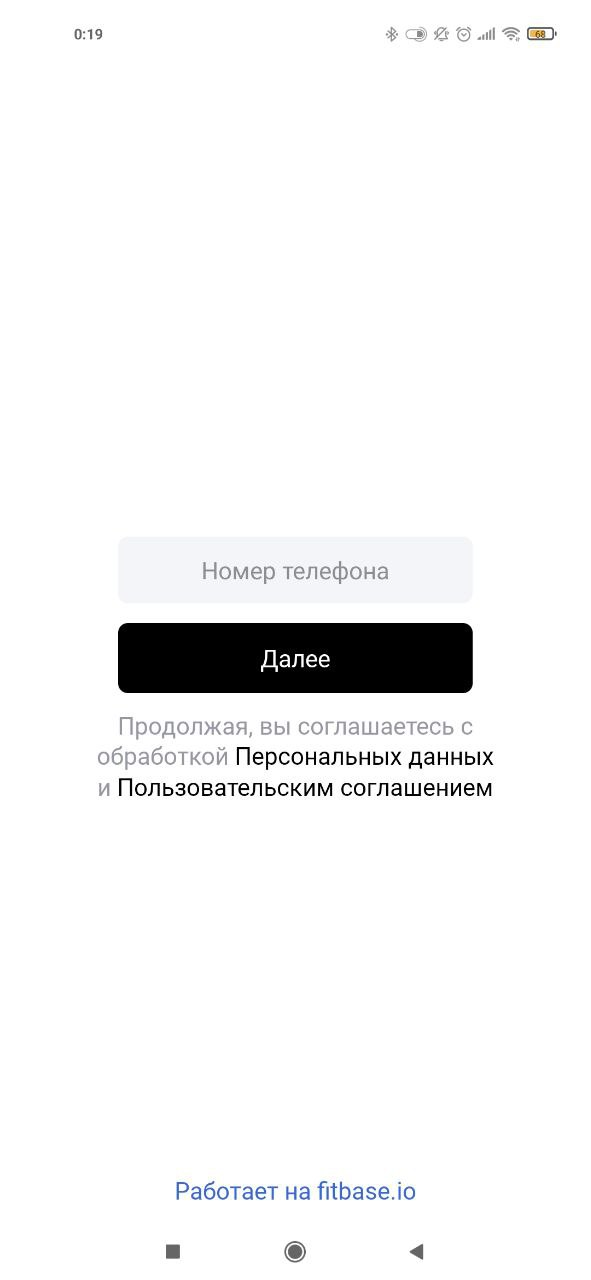 0:19
68
Номер телефона
Далее
Продолжая, вы соглашаетесь с
обработкой Персональных данных
и Пользовательским соглашением
Работает на fitbase.io